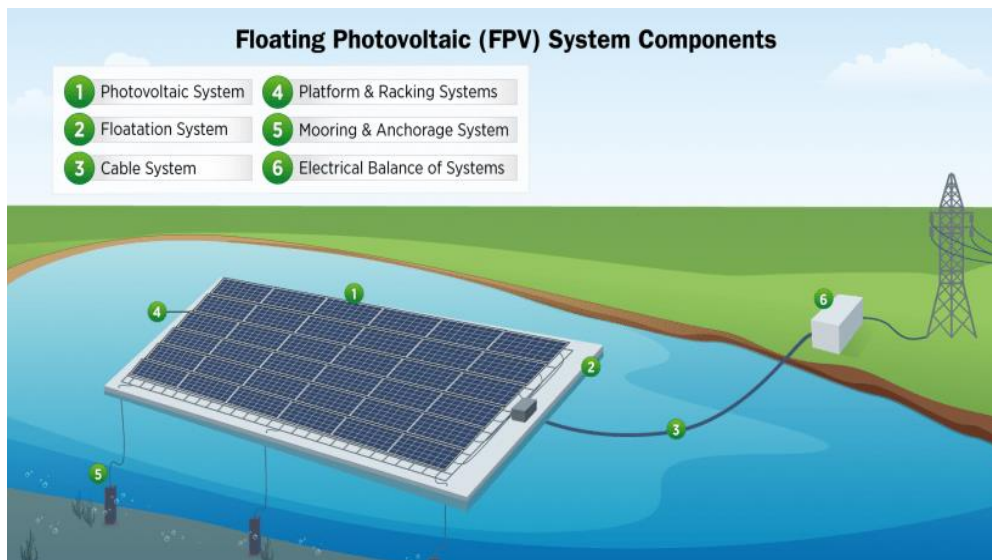 Floating Photovoltaic (FPV) System Components
1 Photovoltaic System
2 Floatation System
3 Cable System
4 Platform & Racking Systems
5 Mooring & Anchorage System
6 Electrical Balance of Systems
1
4
6
2
3
5